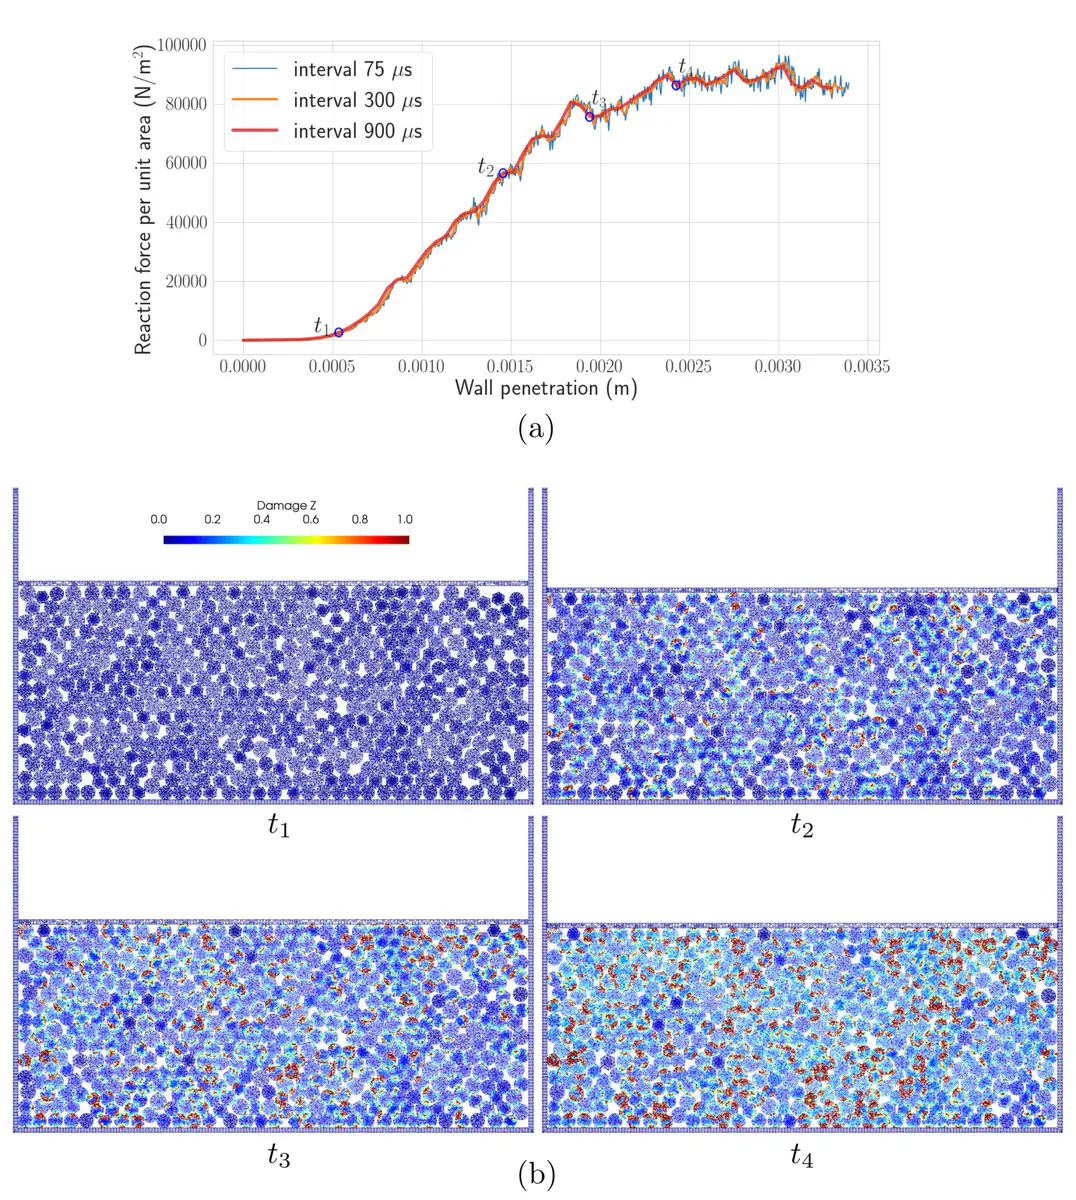 100000
80000
60000
40000
20000
0
Reaction force per unit area (N/m²)
interval 75 μs
interval 300 μs
interval 900 μs
t₁
t₂
t₃
t₄
0.0000 0.0005 0.0010 0.0015 0.0020 0.0025 0.0030 0.0035
Wall penetration (m)
(a)
Damage Z
0.0 0.2 0.4 0.6 0.8 1.0
t₁ t₂
t₃ t₄
(b)